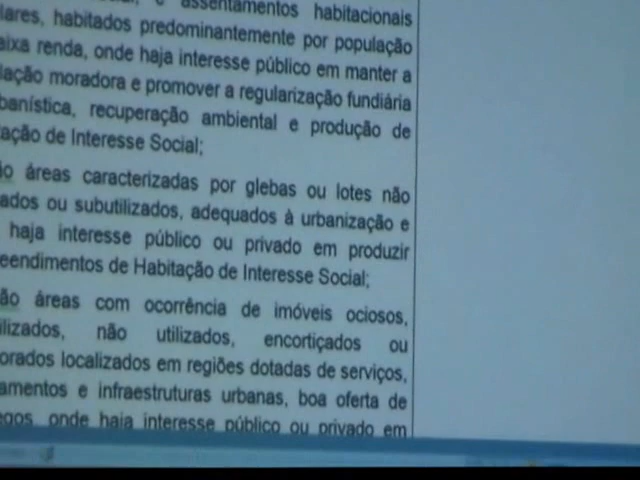 assentamentos habitacionais
lares, habitados predominantemente por população
aixa renda, onde haja interesse público em manter a
lação moradora e promover a regularização fundiária
banística, recuperação ambiental e produção de
ação de Interesse Social;
ão áreas caracterizadas por glebas ou lotes não
ados ou subutilizados, adequados à urbanização e
haja interesse público ou privado em produzir
eendimentos de Habitação de Interesse Social;
ão áreas com ocorrência de imóveis ociosos,
ilizados, não utilizados, encortiçados ou
orados localizados em regiões dotadas de serviços,
amentos e infraestruturas urbanas, boa oferta de
egos, onde haja interesse público ou privado em